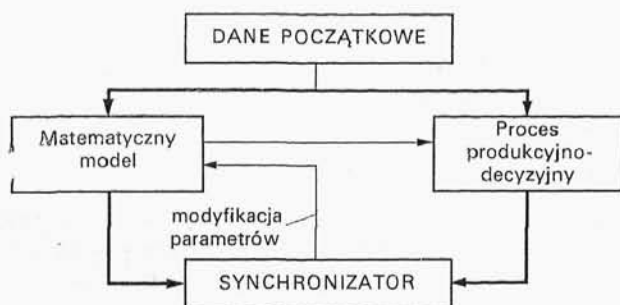 DANE POCZĄTKOWE
Matematyczny
model
Proces
produkcyjno-
decyzyjny
modyfikacja
parametrów
SYNCHRONIZATOR